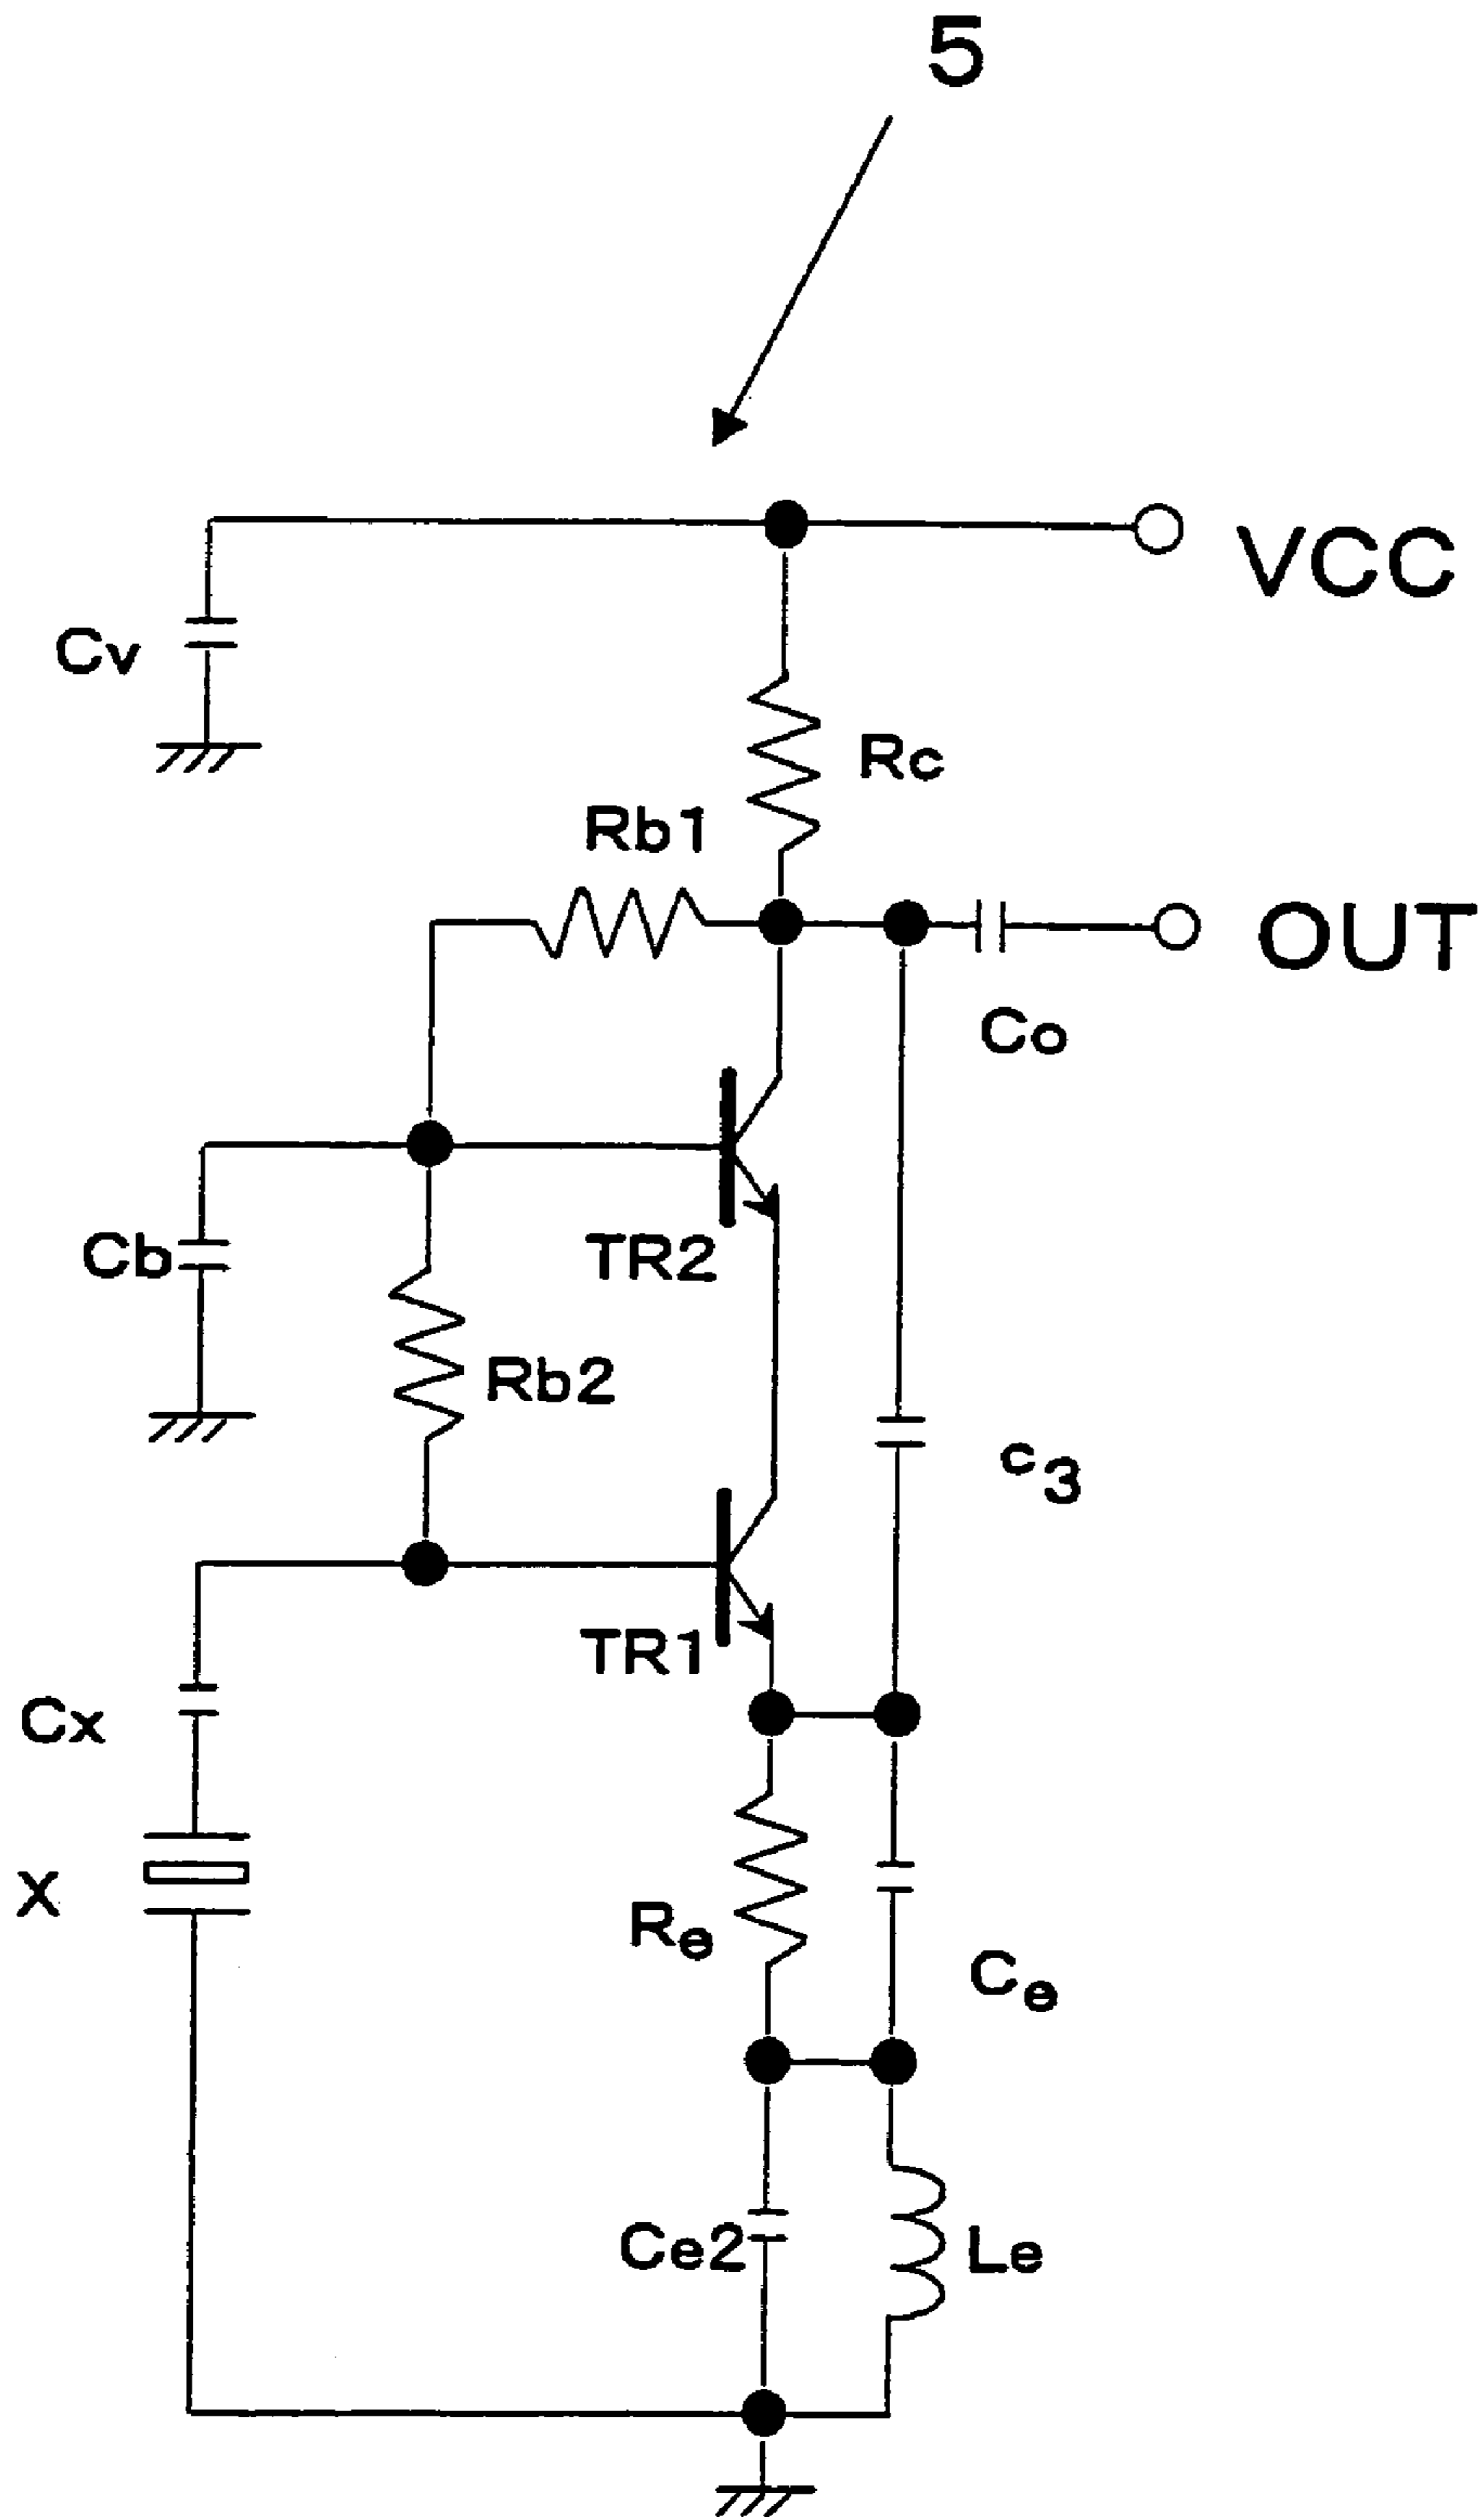 5
VCC
Cv
Rc
Rb1
OUT
Co
Cb
TR2
Rb2
c3
TR1
Cx
X
Re
Ce
Ce2
Le